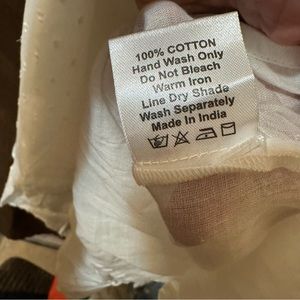 100% COTTON
Hand Wash Only
Do Not Bleach
Warm Iron
Line Dry Shade
Wash Separately
Made In India